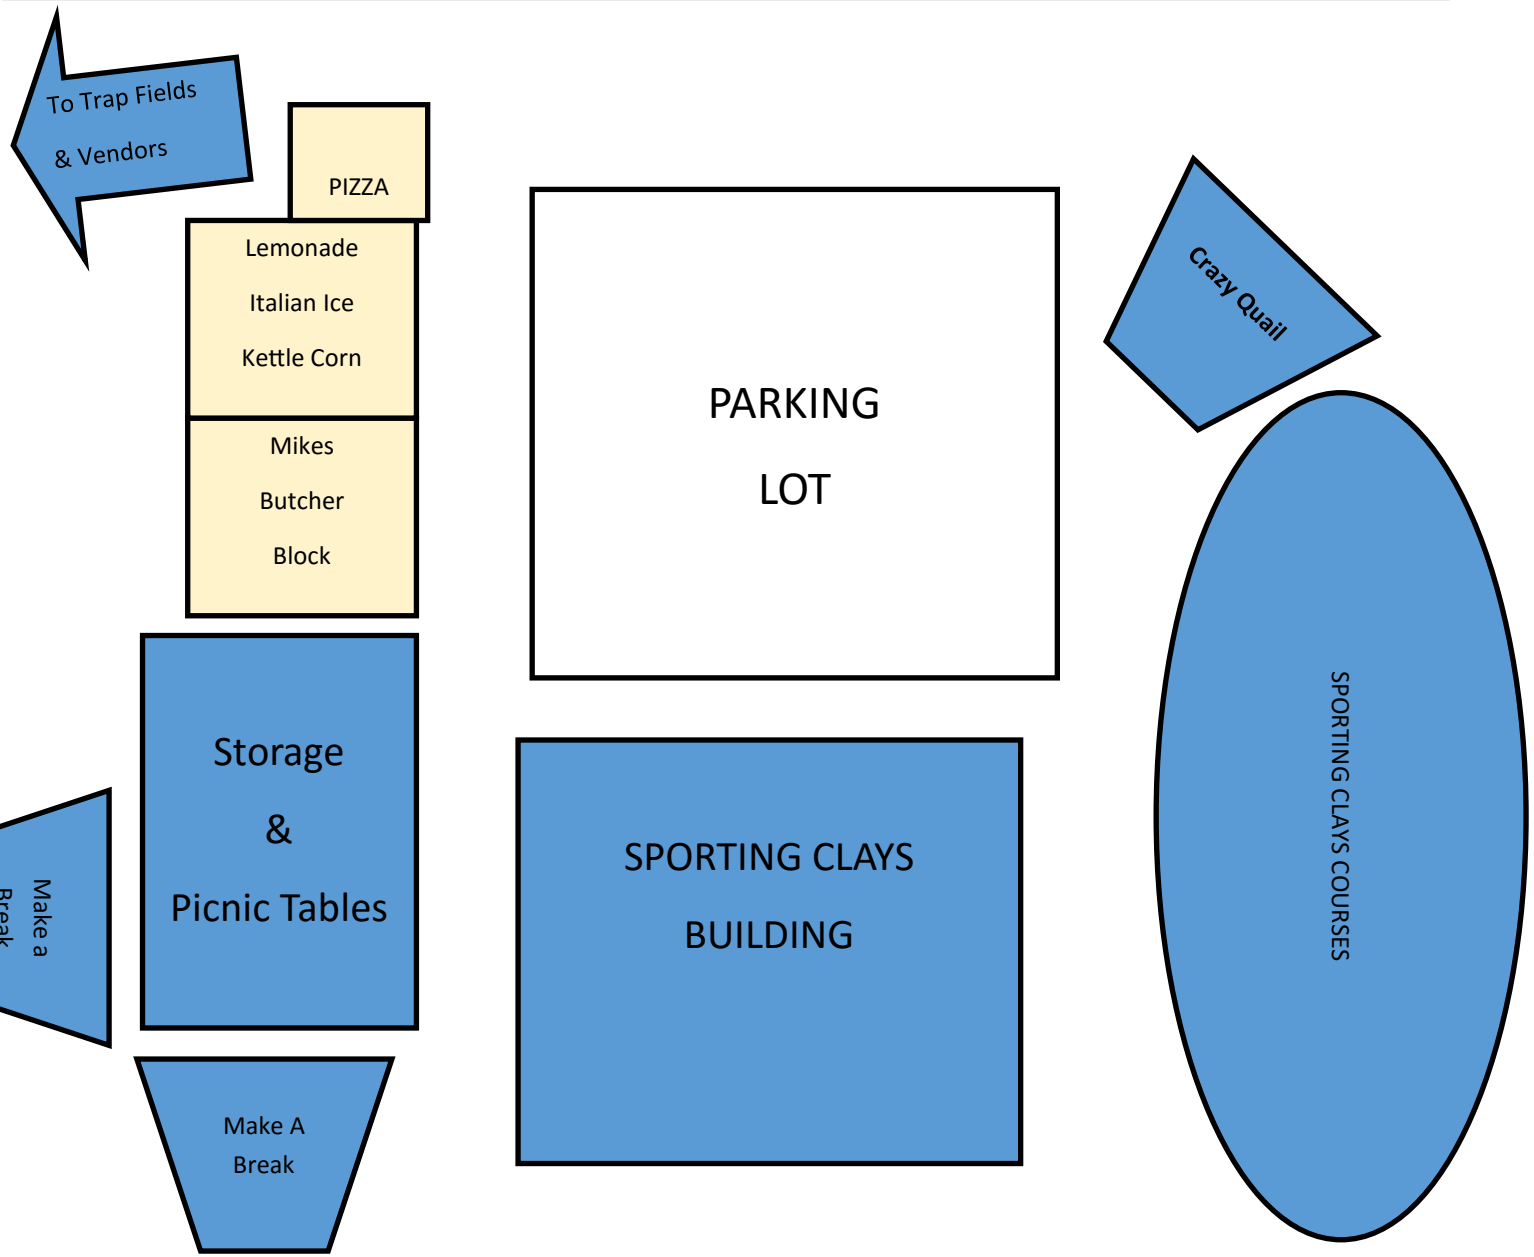 To Trap Fields
& Vendors
PIZZA
Lemonade
Italian Ice
Kettle Corn
Mikes
Butcher
Block
Storage
&
Picnic Tables
Make a
Break
Make A
Break
PARKING
LOT
SPORTING CLAYS
BUILDING
Crazy Quail
SPORTING CLAYS COURSES